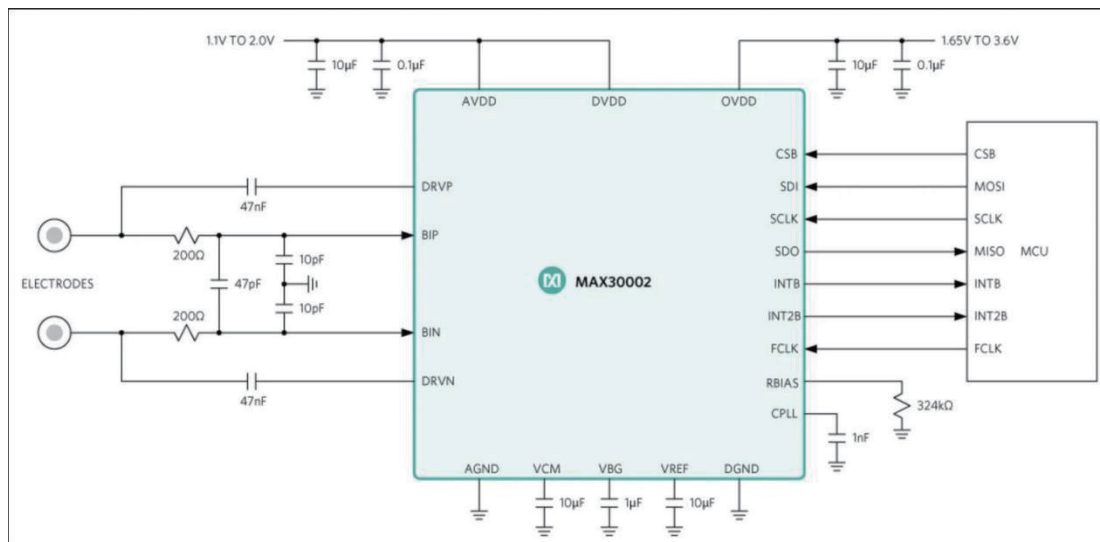 1.1V TO 2.0V
1.65V TO 3.6V
10µF
0.1µF
10µF
0.1µF
AVDD
DVDD
OVDD
CSB
CSB
47nF
DRVP
SDI
MOSI
SCLK
SCLK
200Ω
BIP
10pF
SDO
MISO
MCU
ELECTRODES
47pF
MAX30002
INTB
INTB
10pF
200Ω
BIN
INT2B
INT2B
FCLK
FCLK
47nF
DRVN
RBIAS
324kΩ
CPLL
1nF
AGND
VCM
VBG
VREF
DGND
10µF
1µF
10µF